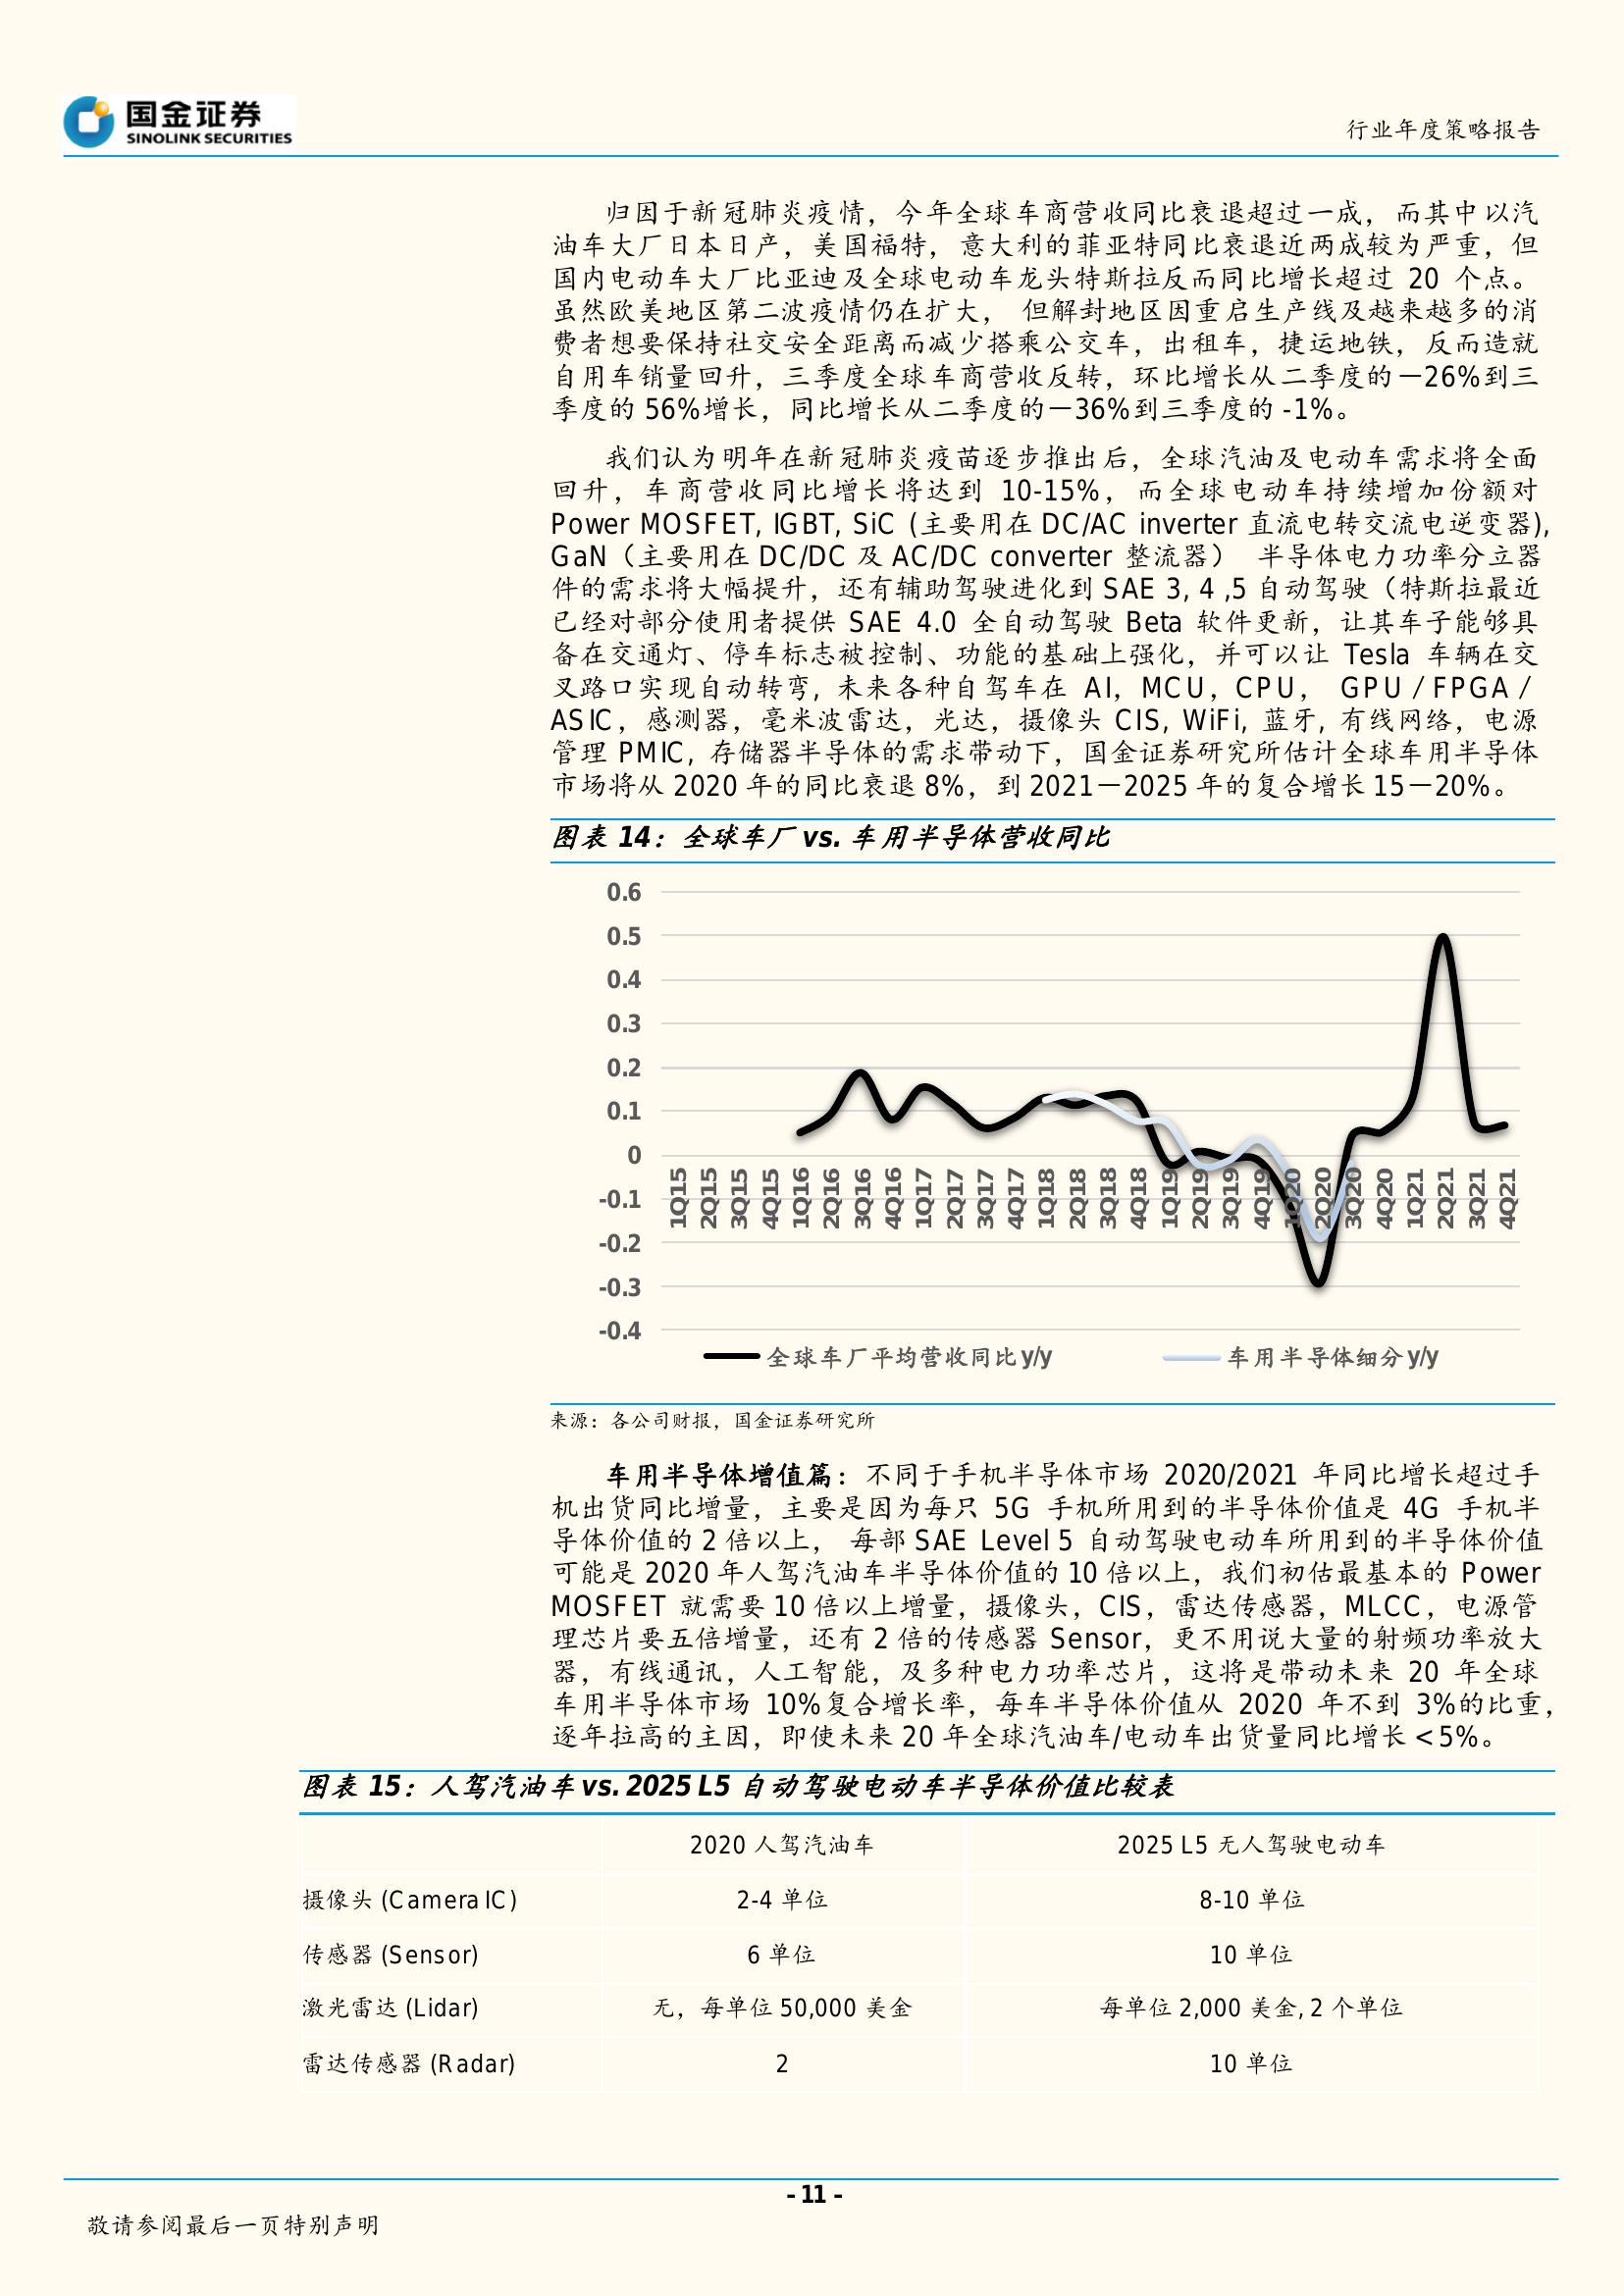 国金证券
SINOLINK SECURITIES
行业年度策略报告
归因于新冠肺炎疫情，今年全球车商营收同比衰退超过一成，而其中以汽
油车大厂日本日产，美国福特，意大利的菲亚特同比衰退近两成较为严重，但
国内电动车大厂比亚迪及全球电动车龙头特斯拉反而同比增长超过 20 个点。
虽然欧美地区第二波疫情仍在扩大， 但解封地区因重启生产线及越来越多的消
费者想要保持社交安全距离而减少搭乘公交车，出租车，捷运地铁，反而造就
自用车销量回升，三季度全球车商营收反转，环比增长从二季度的－26%到三
季度的 56%增长，同比增长从二季度的－36%到三季度的 -1%。
我们认为明年在新冠肺炎疫苗逐步推出后，全球汽油及电动车需求将全面
回升，车商营收同比增长将达到 10-15%，而全球电动车持续增加份额对
Power MOSFET, IGBT, SiC (主要用在 DC/AC inverter 直流电转交流电逆变器),
GaN（主要用在 DC/DC 及 AC/DC converter 整流器） 半导体电力功率分立器
件的需求将大幅提升，还有辅助驾驶进化到 SAE 3, 4 ,5 自动驾驶（特斯拉最近
已经对部分使用者提供 SAE 4.0 全自动驾驶 Beta 软件更新，让其车子能够具
备在交通灯、停车标志被控制、功能的基础上强化，并可以让 Tesla 车辆在交
叉路口实现自动转弯, 未来各种自驾车在 AI，MCU，CPU， GPU／FPGA／
ASIC，感测器，毫米波雷达，光达，摄像头 CIS, WiFi, 蓝牙, 有线网络，电源
管理 PMIC, 存储器半导体的需求带动下，国金证券研究所估计全球车用半导体
市场将从 2020 年的同比衰退 8%，到 2021－2025 年的复合增长 15－20%。
图表 14：全球车厂 vs. 车用半导体营收同比
0.6
0.5
0.4
0.3
0.2
0.1
0
-0.1
-0.2
-0.3
-0.4
1Q15 2Q15 3Q15 4Q15 1Q16 2Q16 3Q16 4Q16 1Q17 2Q17 3Q17 4Q17 1Q18 2Q18 3Q18 4Q18 1Q19 2Q19 3Q19 4Q19 1Q20 2Q20 3Q20 4Q20 1Q21 2Q21 3Q21 4Q21
全球车厂平均营收同比y/y 车用半导体细分y/y
来源：各公司财报，国金证券研究所
车用半导体增值篇：不同于手机半导体市场 2020/2021 年同比增长超过手
机出货同比增量，主要是因为每只 5G 手机所用到的半导体价值是 4G 手机半
导体价值的 2 倍以上， 每部 SAE Level 5 自动驾驶电动车所用到的半导体价值
可能是 2020 年人驾汽油车半导体价值的 10 倍以上，我们初估最基本的 Power
MOSFET 就需要 10 倍以上增量，摄像头，CIS，雷达传感器，MLCC，电源管
理芯片要五倍增量，还有 2 倍的传感器 Sensor，更不用说大量的射频功率放大
器，有线通讯，人工智能，及多种电力功率芯片，这将是带动未来 20 年全球
车用半导体市场 10%复合增长率，每车半导体价值从 2020 年不到 3%的比重，
逐年拉高的主因，即使未来 20 年全球汽油车/电动车出货量同比增长 < 5%。
图表 15：人驾汽油车 vs. 2025 L5 自动驾驶电动车半导体价值比较表
2020 人驾汽油车 2025 L5 无人驾驶电动车
摄像头 (Camera IC) 2-4 单位 8-10 单位
传感器 (Sensor) 6 单位 10 单位
激光雷达 (Lidar) 无，每单位 50,000 美金 每单位 2,000 美金, 2 个单位
雷达传感器 (Radar) 2 10 单位
- 11 -
敬请参阅最后一页特别声明